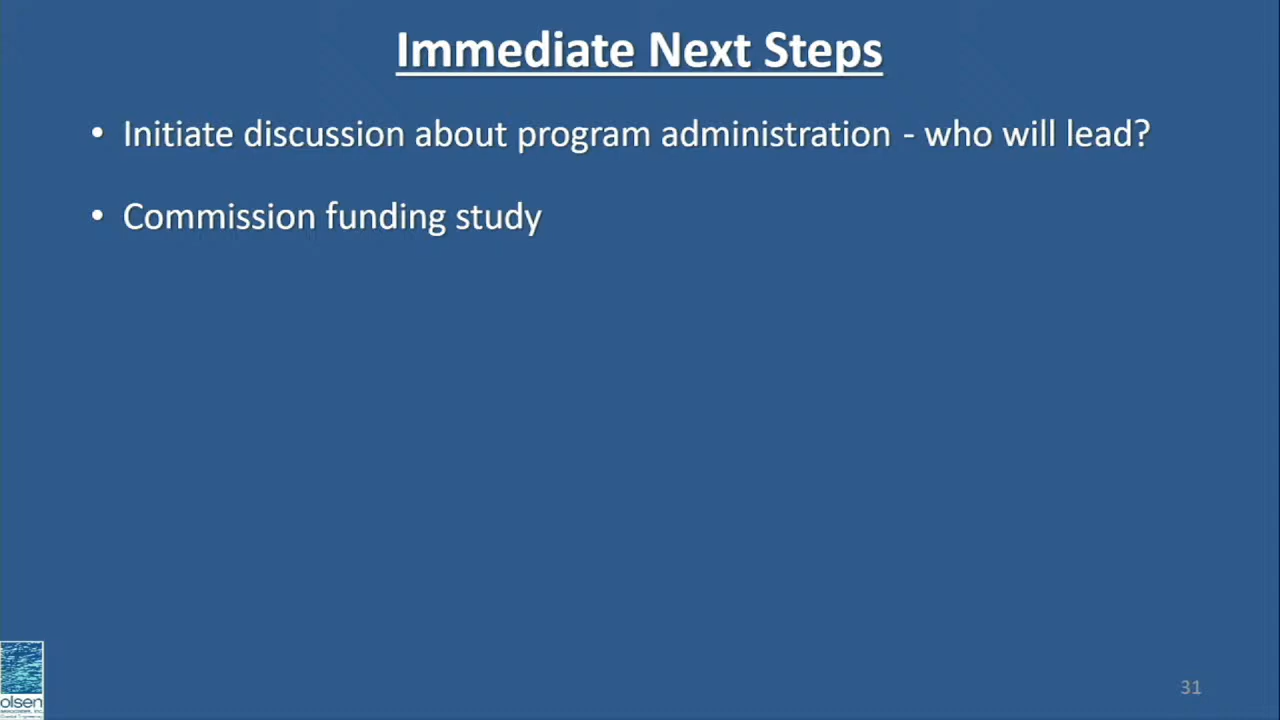 Immediate Next Steps
• Initiate discussion about program administration - who will lead?
• Commission funding study
olsen
31